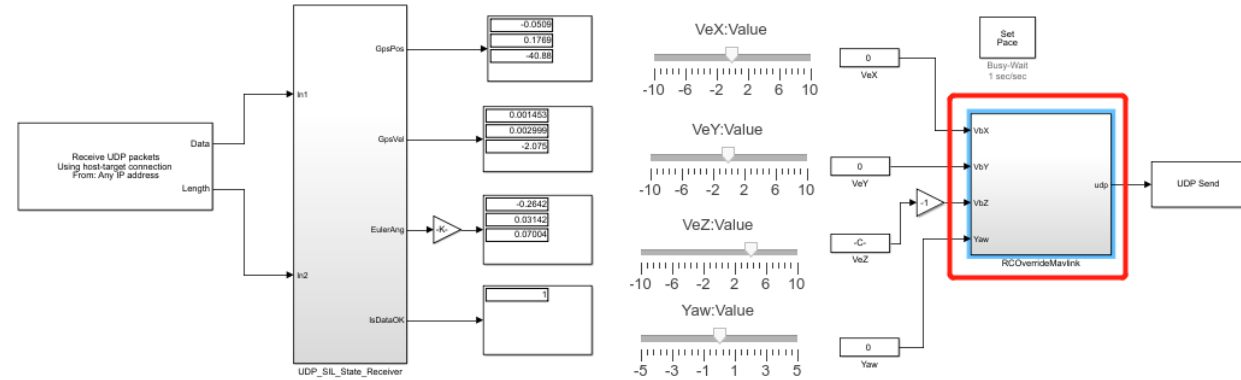 Receive UDP packets
Using host-target connection
From: Any IP address
Data
Length
In1
In2
GpsPos
GpsVel
EulerAng
IsDataOK
UDP_SIL_State_Receiver
-0.0509
0.1769
-40.88
0.001453
0.002999
-2.075
-K-
-0.2642
0.03142
0.07004
1
VeX:Value
-10 -6 -2 2 6 10
VeY:Value
-10 -6 -2 2 6 10
VeZ:Value
-10 -6 -2 2 6 10
Yaw:Value
-5 -3 -1 1 3 5
0
VeX
0
VeY
-C-
VeZ
0
Yaw
-1
Set
Pace
Busy-Wait
1 sec/sec
VbX
VbY
VbZ
Yaw
udp
RCOverrideMavlink
UDP Send